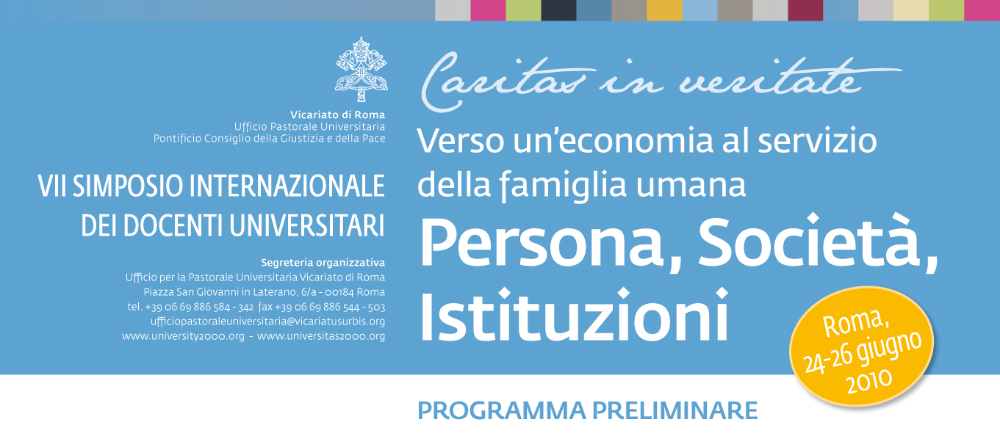 Vicariato di Roma
Ufficio Pastorale Universitaria
Pontificio Consiglio della Giustizia e della Pace
VII SIMPOSIO INTERNAZIONALE
DEI DOCENTI UNIVERSITARI
Segreteria organizzativa
Ufficio per la Pastorale Universitaria Vicariato di Roma
Piazza San Giovanni in Laterano, 6/a - 00184 Roma
tel. +39 06 69 886 584 - 342 fax +39 06 69 886 544 - 503
ufficiopastoraleuniversitaria@vicariatusurbis.org
www.university2000.org - www.universitas2000.org
Caritas in veritate
Verso un'economia al servizio
della famiglia umana
Persona, Società,
Istituzioni
Roma,
24-26 giugno
2010
PROGRAMMA PRELIMINARE